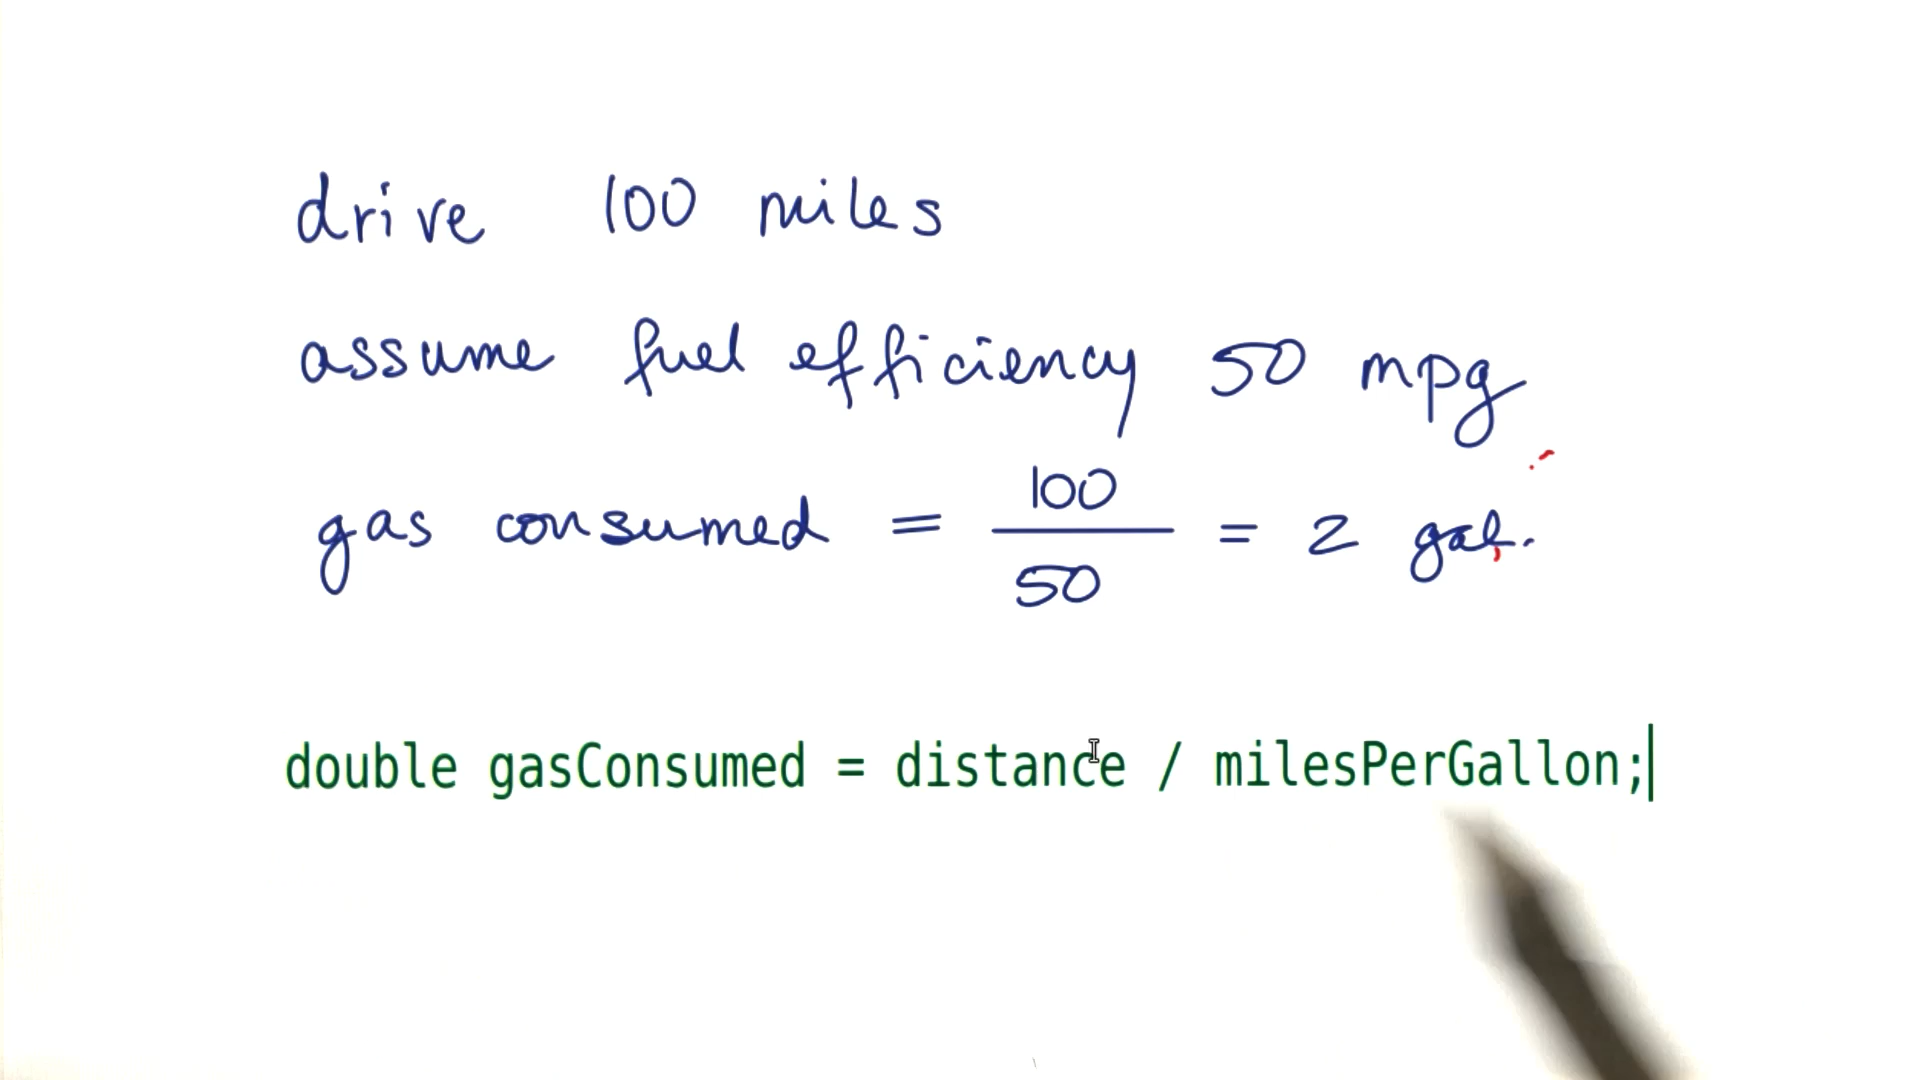 drive 100 miles
assume fuel efficiency 50 mpg
gas consumed = 100 / 50 = 2 gal.
double gasConsumed = distance / milesPerGallon;